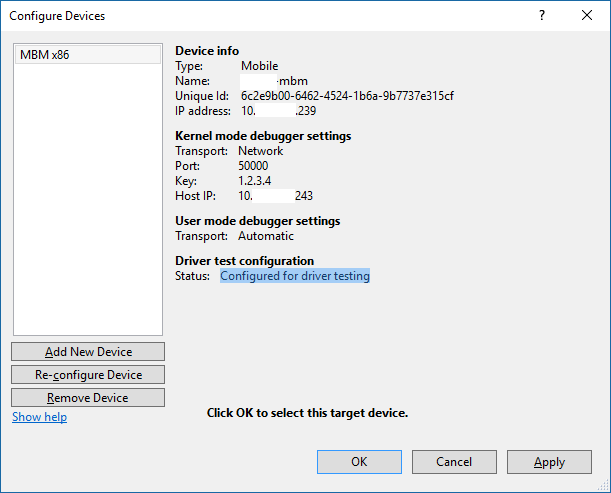 Configure Devices
MBM x86
Device info
Type: Mobile
Name: -mbm
Unique Id: 6c2e9b00-6462-4524-1b6a-9b7737e315cf
IP address: 10. .239
Kernel mode debugger settings
Transport: Network
Port: 50000
Key: 1.2.3.4
Host IP: 10. 243
User mode debugger settings
Transport: Automatic
Driver test configuration
Status: Configured for driver testing
Add New Device
Re-configure Device
Remove Device
Show help
Click OK to select this target device.
OK Cancel Apply